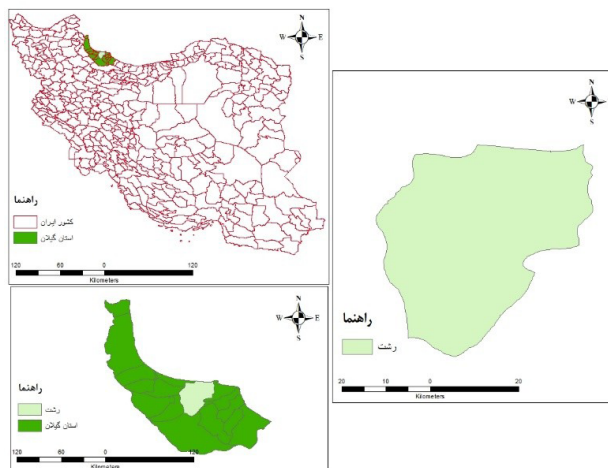 N
W E
S
راهنما
کشور ایران
استان گیلان
120 60 0 120
Kilometers
N
W E
S
راهنما
رشت
استان گیلان
120 60 0 120
Kilometers
N
W E
S
راهنما
رشت
20 10 0 20
Kilometers